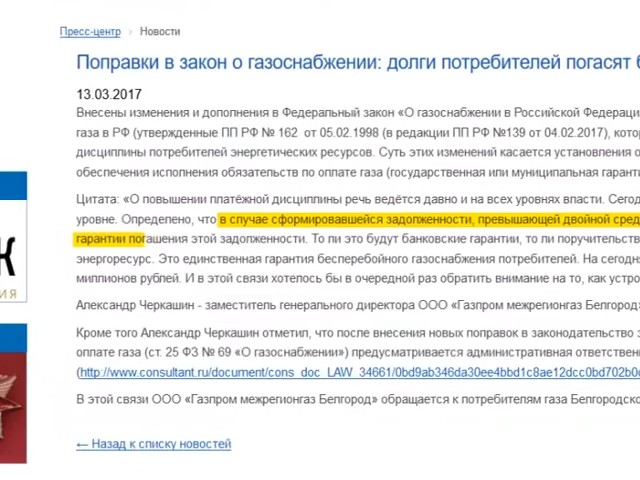 Пресс-центр › Новости
Поправки в закон о газоснабжении: долги потребителей погасят
13.03.2017
Внесены изменения и дополнения в Федеральный закон «О газоснабжении в Российской Федераци
газа в РФ (утвержденные ПП РФ № 162 от 05.02.1998 (в редакции ПП РФ №139 от 04.02.2017), кото
дисциплины потребителей энергетических ресурсов. Суть этих изменений касается установления о
обеспечения исполнения обязательств по оплате газа (государственная или муниципальная гаранти
Цитата: «О повышении платёжной дисциплины речь ведётся давно и на всех уровнях власти. Сегод
уровне. Определено, что в случае сформировавшейся задолженности, превышающей двойной сред
гарантии погашения этой задолженности. То ли это будут банковские гарантии, то ли поручительство
энергоресурс. Это единственная гарантия бесперебойного газоснабжения потребителей. На сегодн
миллионов рублей. И в этой связи хотелось бы в очередной раз обратить внимание на то, как устро
К
Александр Черкашин - заместитель генерального директора ООО «Газпром межрегионгаз Белгород»
ИЯ
Кроме того Александр Черкашин отметил, что после внесения новых поправок в законодательство з
оплате газа (ст. 25 ФЗ № 69 «О газоснабжении») предусматривается административная ответствен
(http://www.consultant.ru/document/cons_doc_LAW_34661/0bd9ab346da30ee4bbd1c8ae12dcc0bd702b0c
В этой связи ООО «Газпром межрегионгаз Белгород» обращается к потребителям газа Белгородско
← Назад к списку новостей